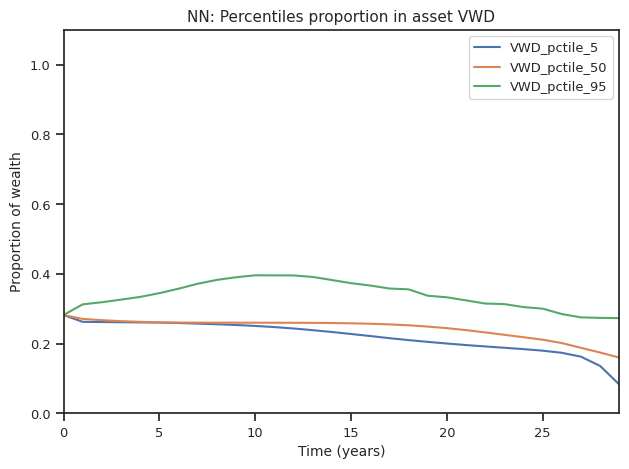 NN: Percentiles proportion in asset VWD
VWD_pctile_5
VWD_pctile_50
VWD_pctile_95
Proportion of wealth
1.0
0.8
0.6
0.4
0.2
0.0
0 5 10 15 20 25
Time (years)